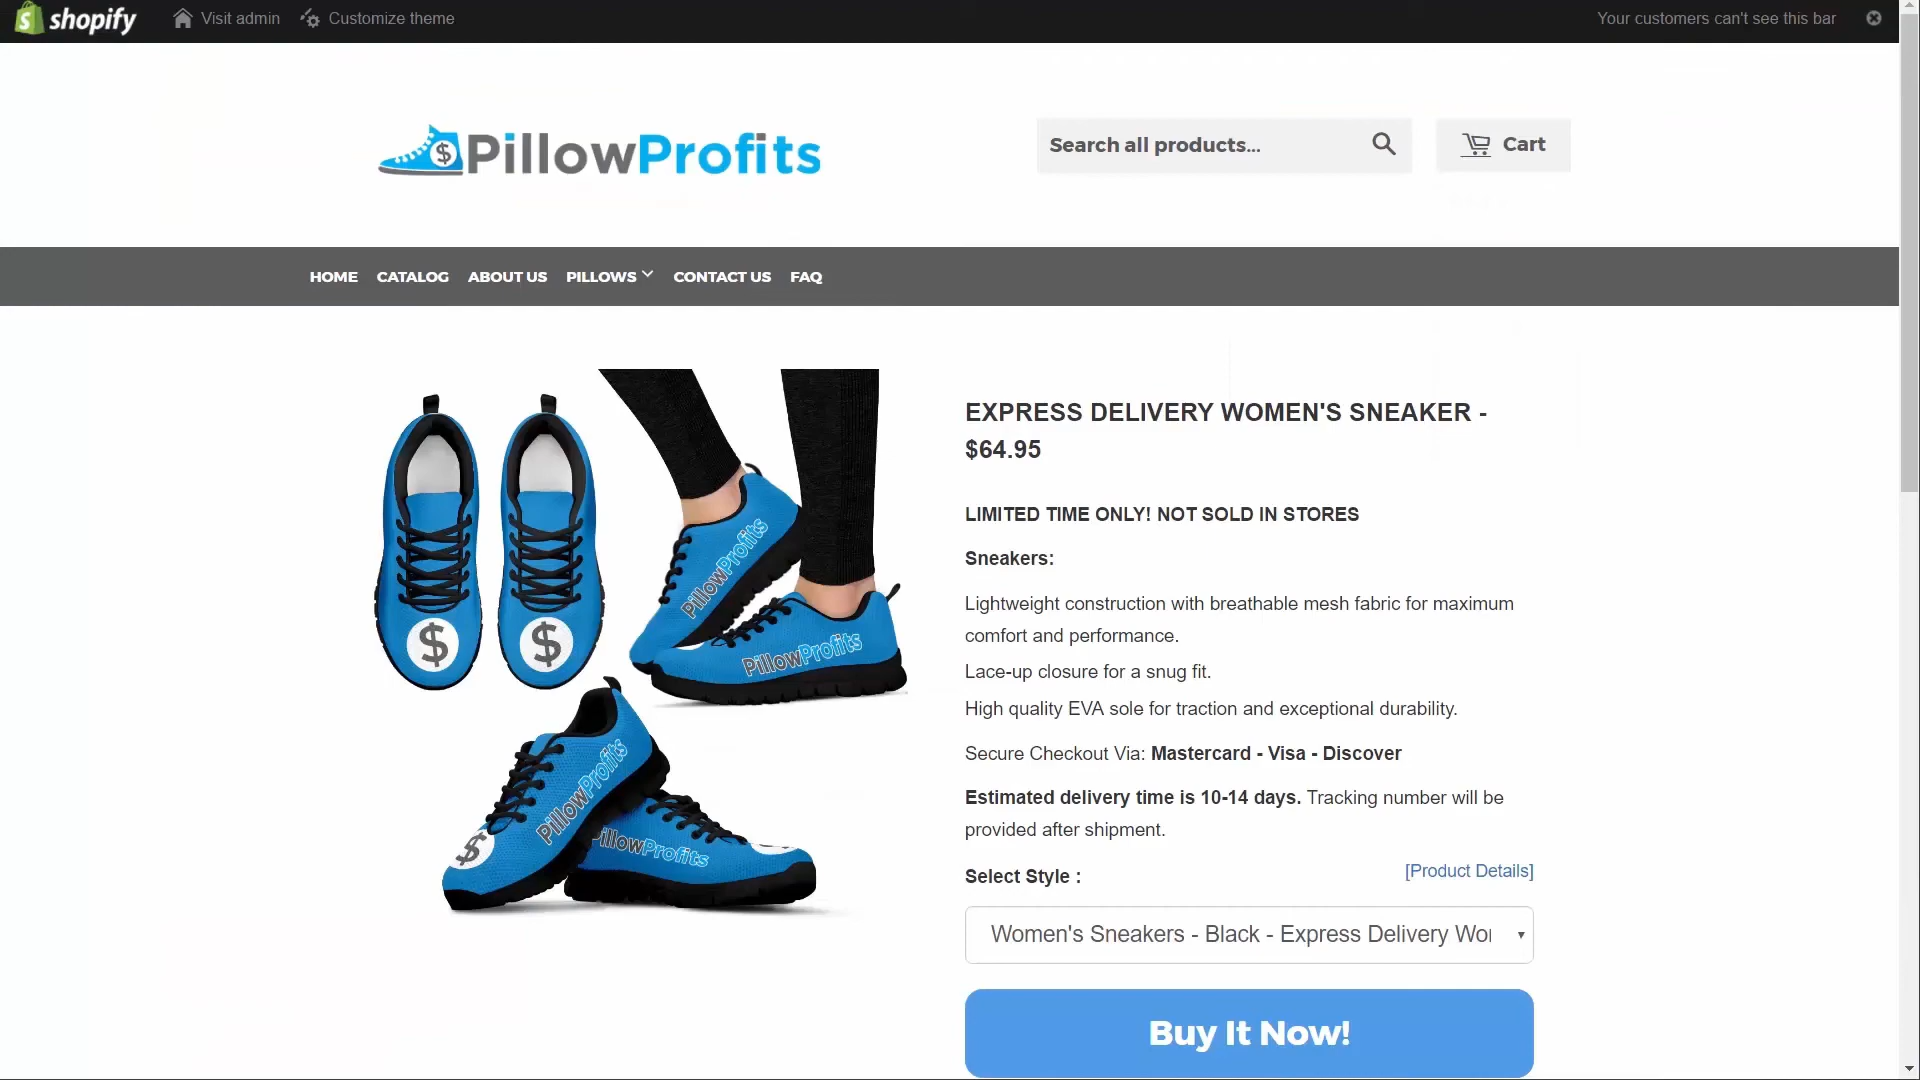 shopify Visit admin Customize theme Your customers can't see this bar
$ PillowProfits Search all products... Cart
HOME CATALOG ABOUT US PILLOWS CONTACT US FAQ
EXPRESS DELIVERY WOMEN'S SNEAKER -
$64.95
LIMITED TIME ONLY! NOT SOLD IN STORES
Sneakers:
Lightweight construction with breathable mesh fabric for maximum
comfort and performance.
Lace-up closure for a snug fit.
High quality EVA sole for traction and exceptional durability.
Secure Checkout Via: Mastercard - Visa - Discover
Estimated delivery time is 10-14 days. Tracking number will be
provided after shipment.
Select Style :
[Product Details]
Women's Sneakers - Black - Express Delivery Wo
Buy It Now!
PillowProfits
PillowProfits
$ $
PillowProfits
$
PillowProfits